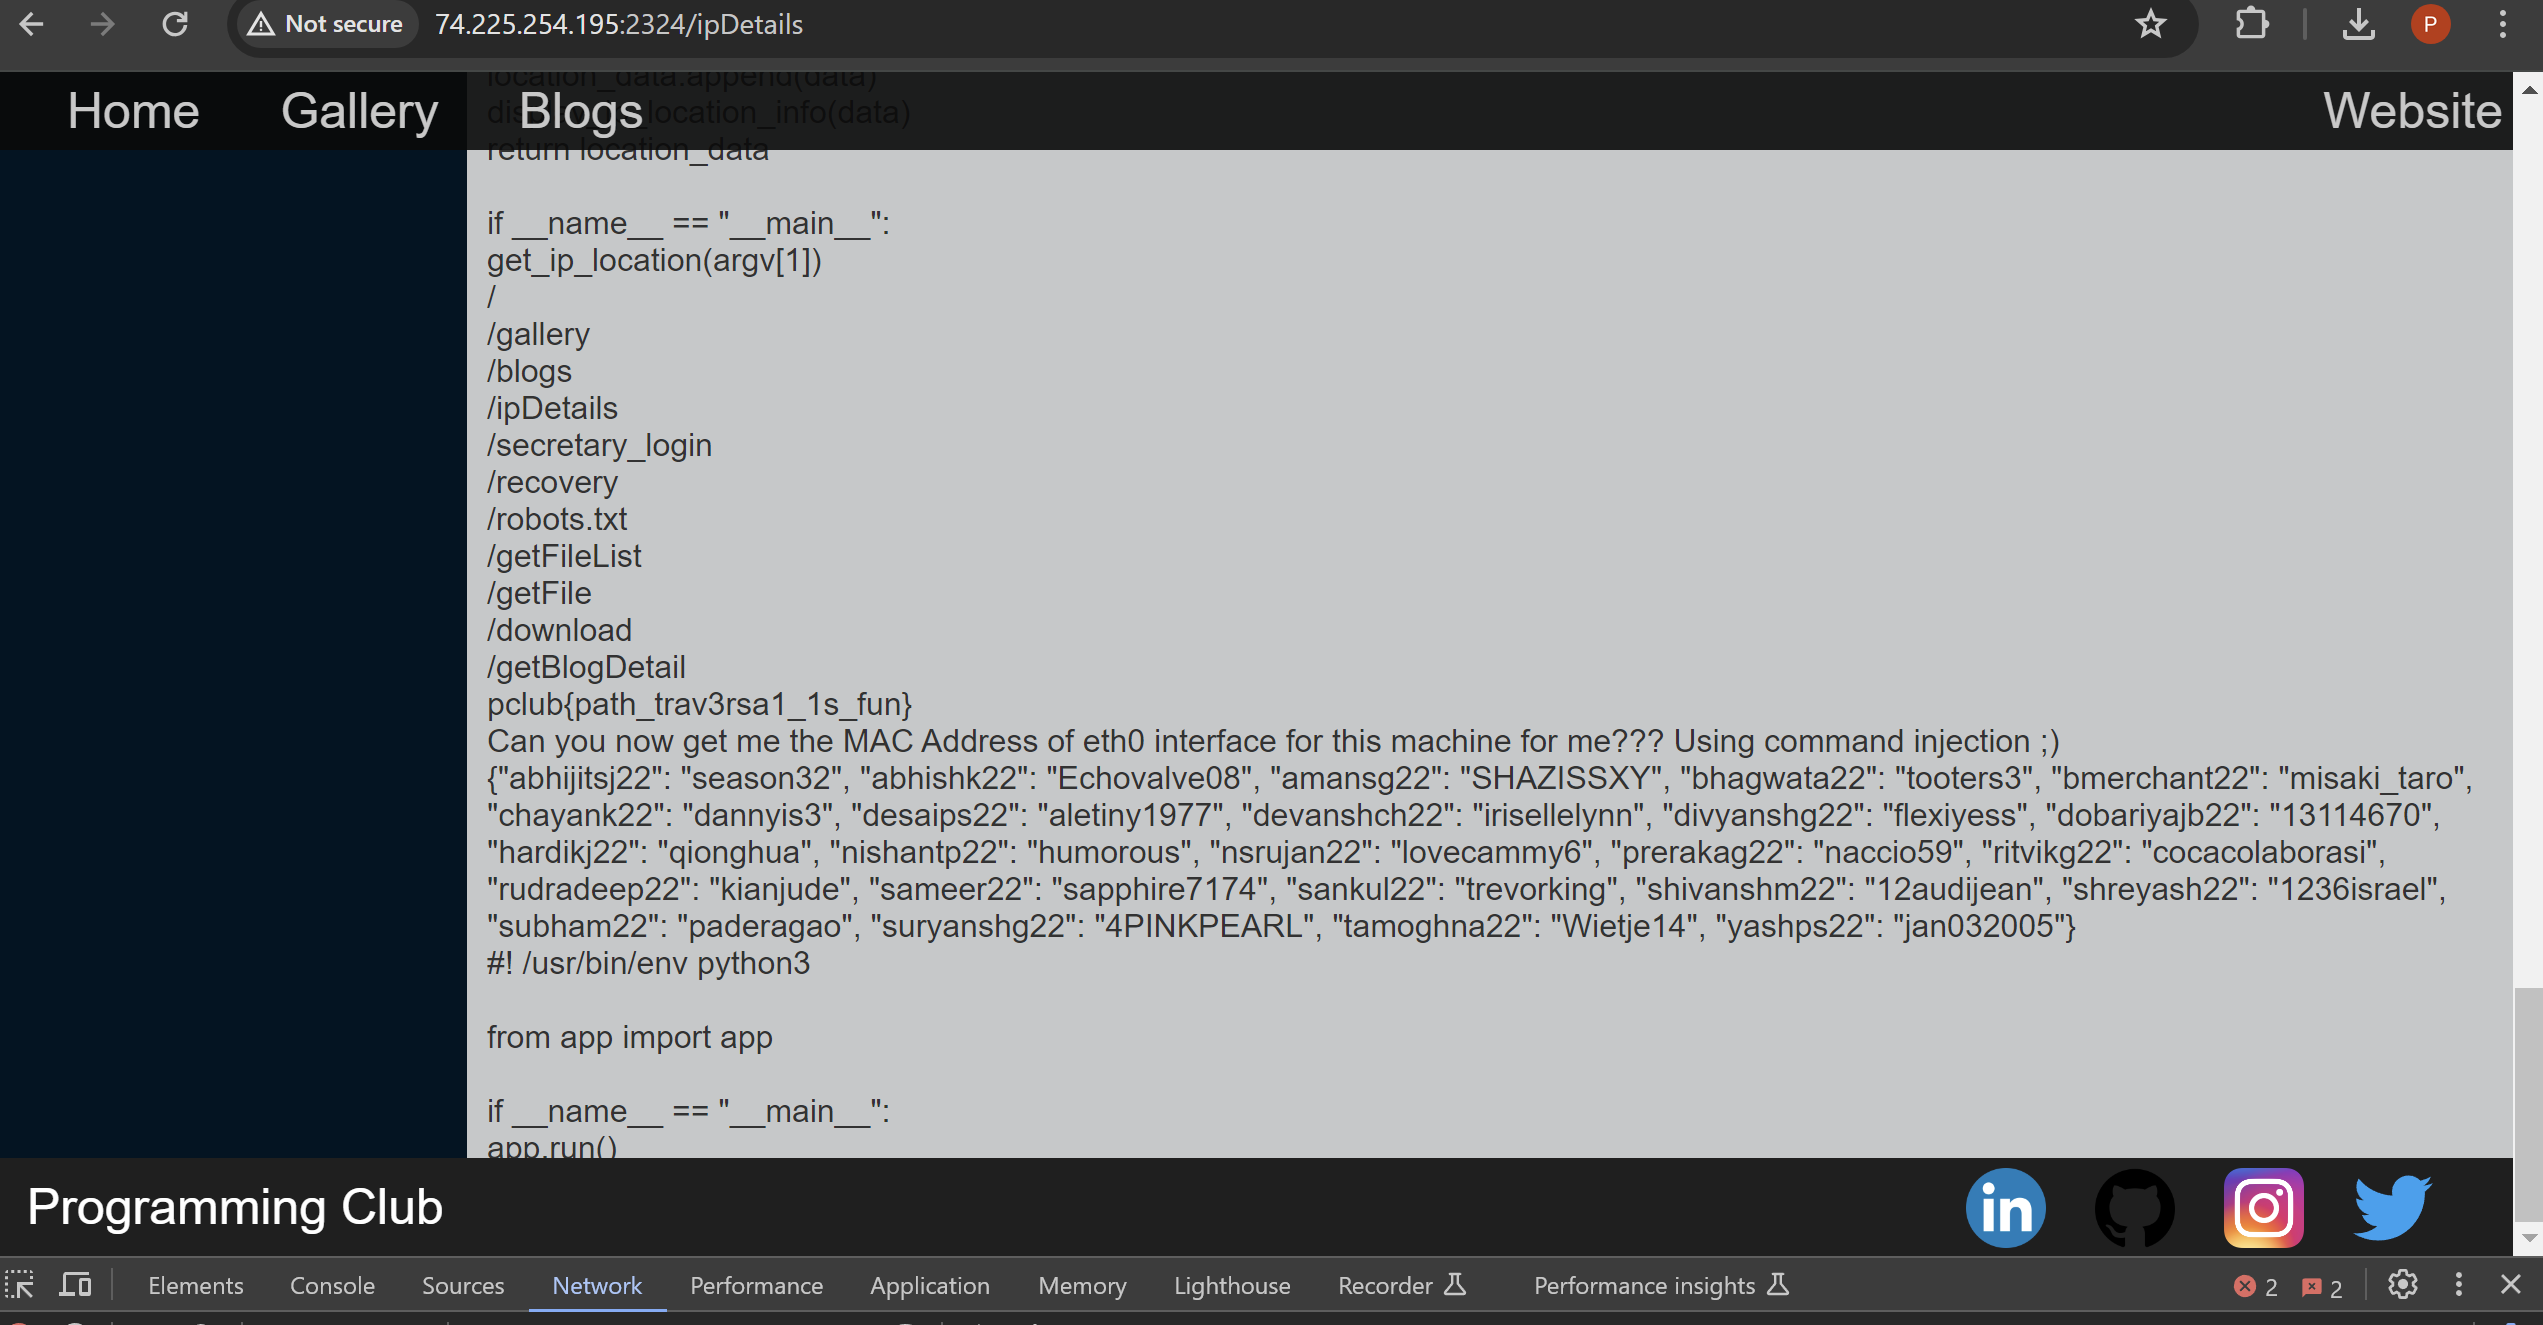 Not secure 74.225.254.195:2324/ipDetails P
location_data.append(data)
Home Gallery Blogs Website
location_info(data)
return location_data
if __name__ == "__main__":
get_ip_location(argv[1])
/
/gallery
/blogs
/ipDetails
/secretary_login
/recovery
/robots.txt
/getFileList
/getFile
/download
/getBlogDetail
pclub{path_trav3rsa1_1s_fun}
Can you now get me the MAC Address of eth0 interface for this machine for me??? Using command injection ;)
{"abhijitsj22": "season32", "abhishk22": "Echovalve08", "amansg22": "SHAZISSXY", "bhagwata22": "tooters3", "bmerchant22": "misaki_taro",
"chayank22": "dannyis3", "desaips22": "aletiny1977", "devanshch22": "irisellelynn", "divyanshg22": "flexiyess", "dobariyajb22": "13114670",
"hardikj22": "qionghua", "nishantp22": "humorous", "nsrujan22": "lovecammy6", "prerakag22": "naccio59", "ritvikg22": "cocacolaborasi",
"rudradeep22": "kianjude", "sameer22": "sapphire7174", "sankul22": "trevorking", "shivanshm22": "12audijean", "shreyash22": "1236israel",
"subham22": "paderagao", "suryanshg22": "4PINKPEARL", "tamoghna22": "Wietje14", "yashps22": "jan032005"}
#! /usr/bin/env python3
from app import app
if __name__ == "__main__":
app.run()
Programming Club in
Elements Console Sources Network Performance Application Memory Lighthouse Recorder Performance insights 2 2